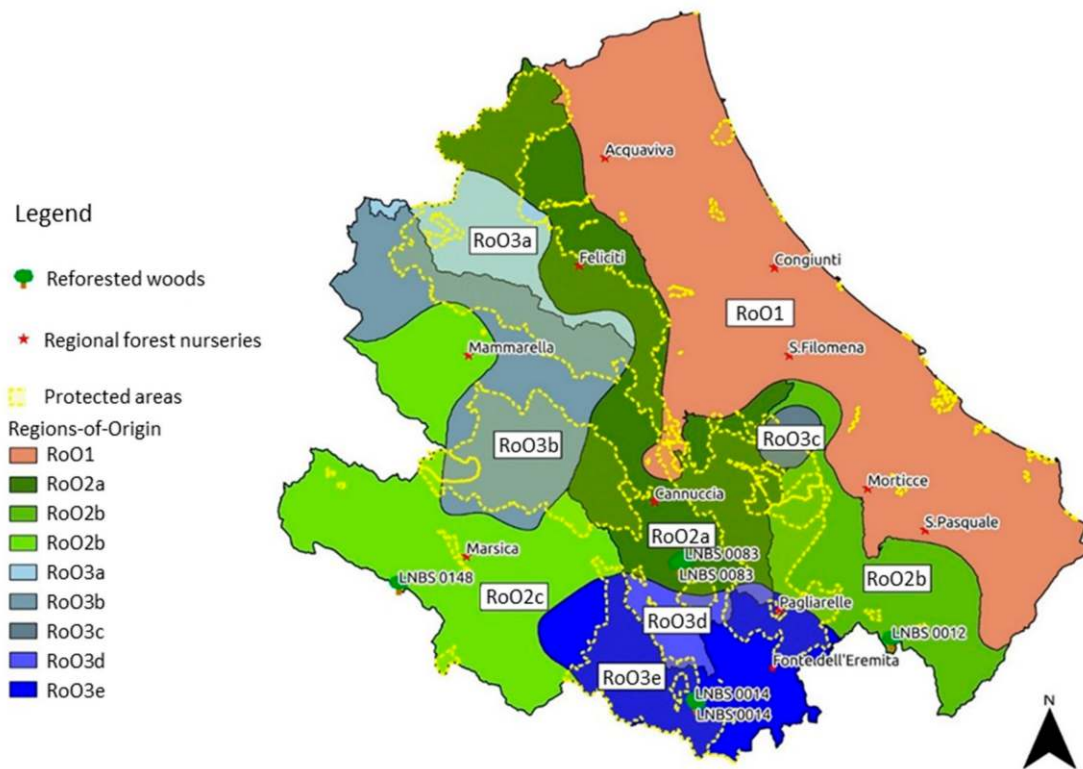 Legend
Reforested woods
Regional forest nurseries
Protected areas
Regions-of-Origin
RoO1
RoO2a
RoO2b
RoO2b
RoO3a
RoO3b
RoO3c
RoO3d
RoO3e
Acquaviva
RoO3a
Feliciti
Congiunti
RoO1
Mammarella
S.Filomena
RoO3b
RoO3c
Cannuccia
Morticce
RoO2a
S.Pasquale
Marsica
LNBS 0083
LNBS 0083
LNBS 0148
RoO2c
RoO2b
Pagliarelle
RoO3d
LNBS 0012
RoO3e
Fonte.dell'Eremita
LNBS 0014
LNBS 0014
N